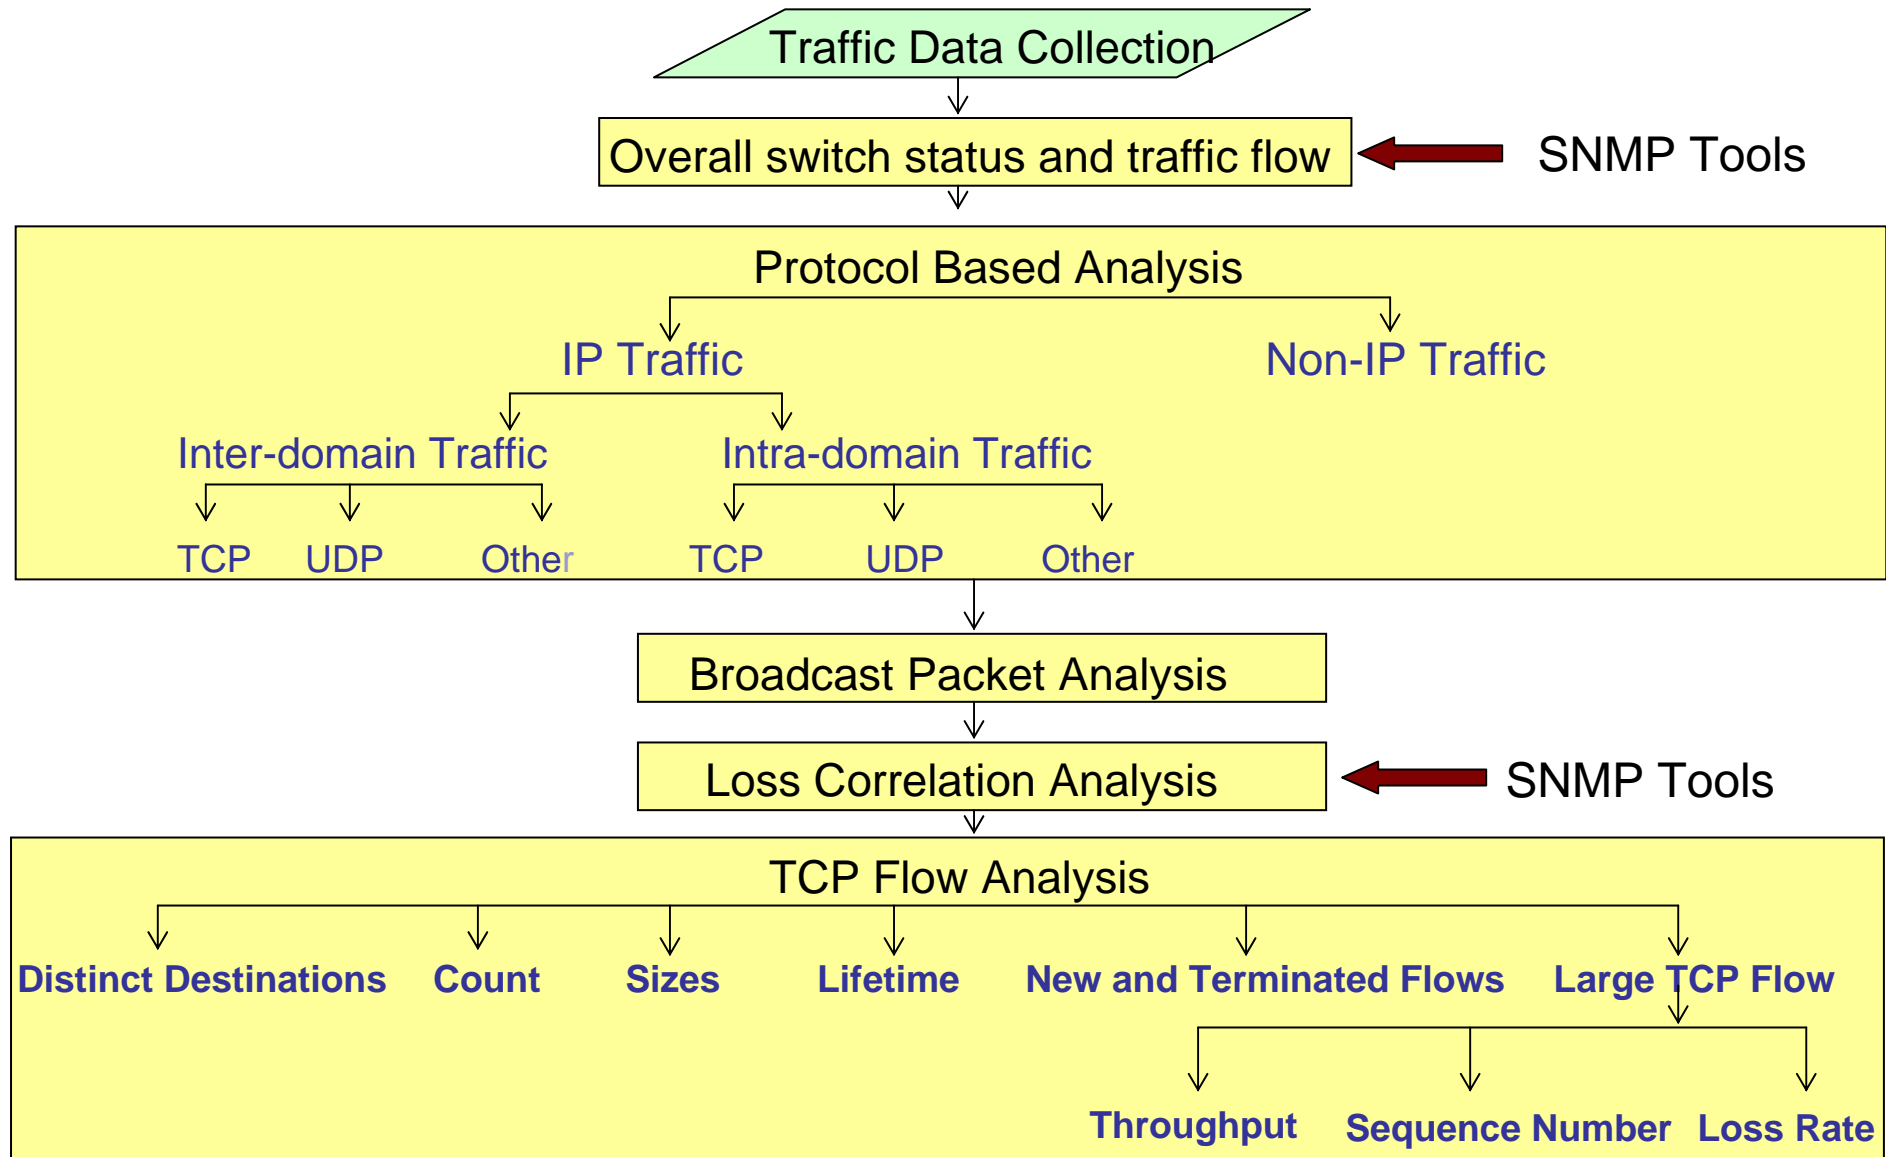 Traffic Data Collection
Overall switch status and traffic flow
SNMP Tools
Protocol Based Analysis
IP Traffic
Non-IP Traffic
Inter-domain Traffic
Intra-domain Traffic
TCP
UDP
Other
TCP
UDP
Other
Broadcast Packet Analysis
Loss Correlation Analysis
SNMP Tools
TCP Flow Analysis
Distinct Destinations
Count
Sizes
Lifetime
New and Terminated Flows
Large TCP Flow
Throughput
Sequence Number
Loss Rate